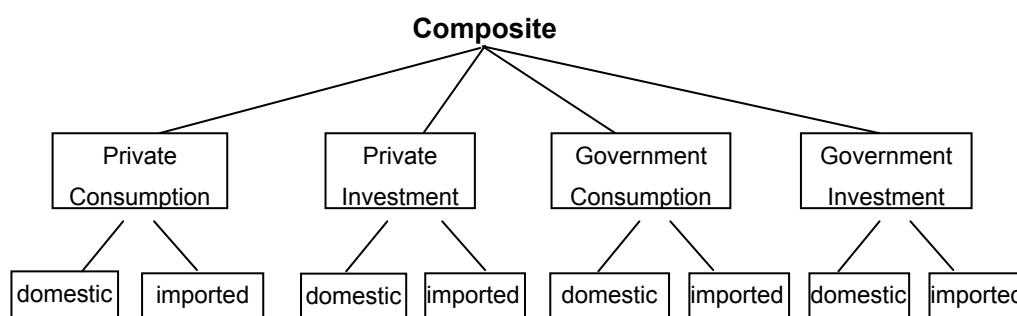 Composite
Private Private Government Government
Consumption Investment Consumption Investment
domestic imported domestic imported domestic imported domestic imported